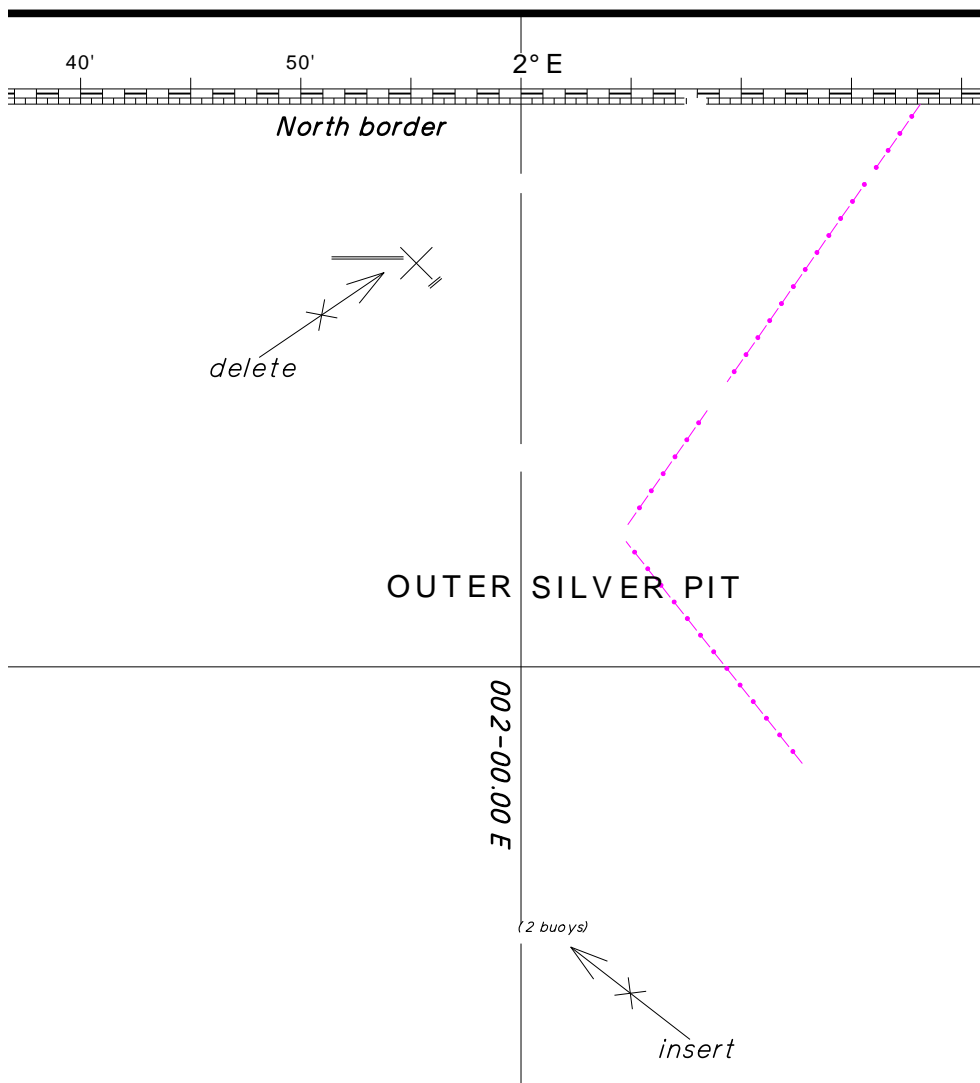 40' 50' 2° E
North border
delete
OUTER SILVER PIT
002-00.00 E
(2 buoys)
insert